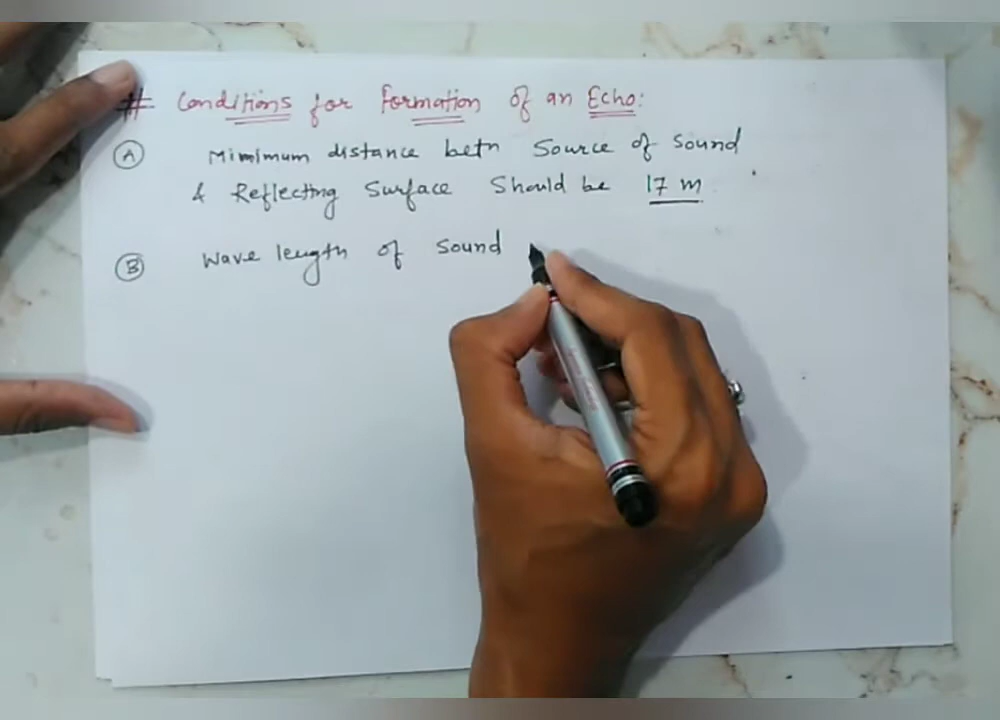 # Conditions for Formation of an Echo:
A Mimimum distance betn Source of Sound
& Reflecting Surface Should be 17 m.
B Wave length of Sound